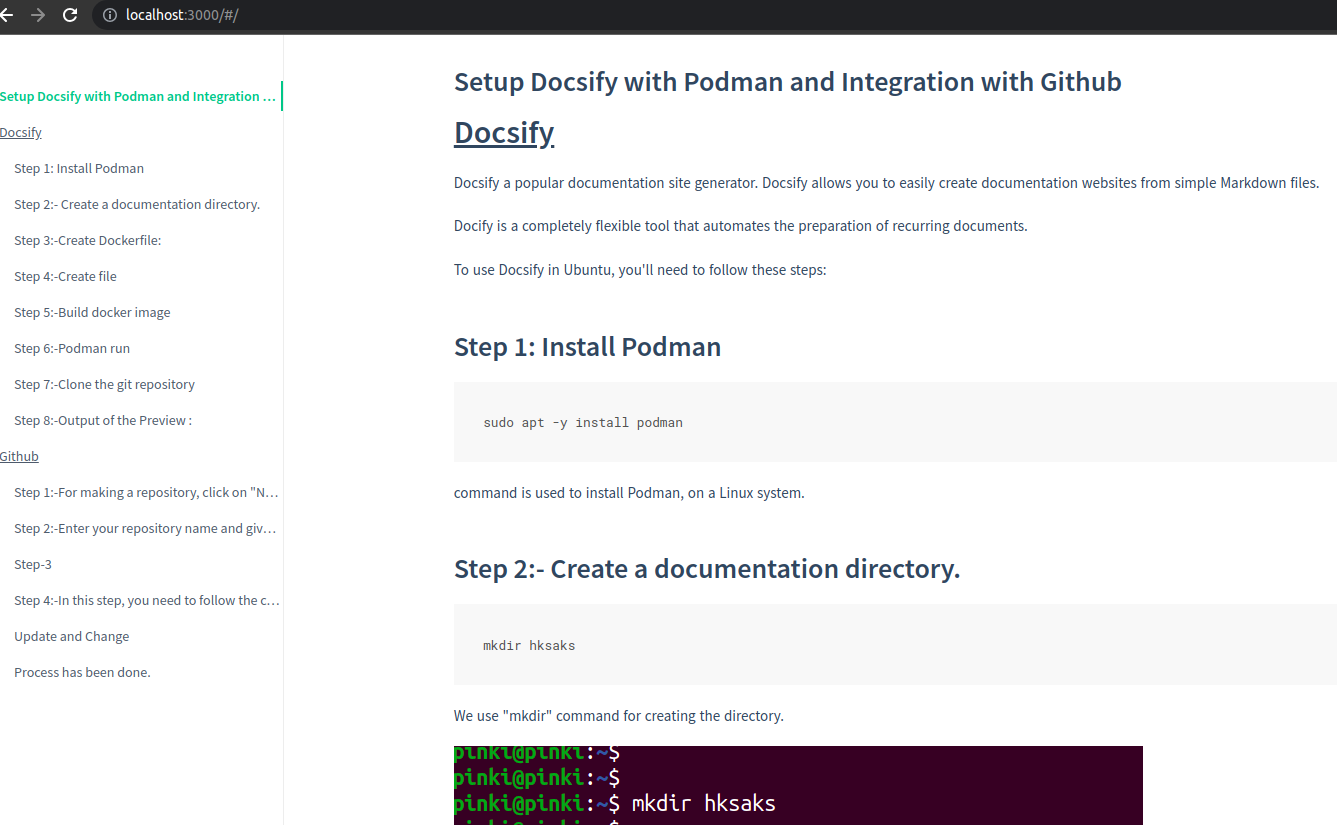 localhost:3000/#/
Setup Docsify with Podman and Integration …
Docsify
Step 1: Install Podman
Step 2:- Create a documentation directory.
Step 3:-Create Dockerfile:
Step 4:-Create file
Step 5:-Build docker image
Step 6:-Podman run
Step 7:-Clone the git repository
Step 8:-Output of the Preview :
Github
Step 1:-For making a repository, click on "N…
Step 2:-Enter your repository name and giv…
Step-3
Step 4:-In this step, you need to follow the c…
Update and Change
Process has been done.
Setup Docsify with Podman and Integration with Github
Docsify
Docsify a popular documentation site generator. Docsify allows you to easily create documentation websites from simple Markdown files.
Docify is a completely flexible tool that automates the preparation of recurring documents.
To use Docsify in Ubuntu, you'll need to follow these steps:
Step 1: Install Podman
sudo apt -y install podman
command is used to install Podman, on a Linux system.
Step 2:- Create a documentation directory.
mkdir hksaks
We use "mkdir" command for creating the directory.
pinki@pinki:~$
pinki@pinki:~$
pinki@pinki:~$ mkdir hksaks